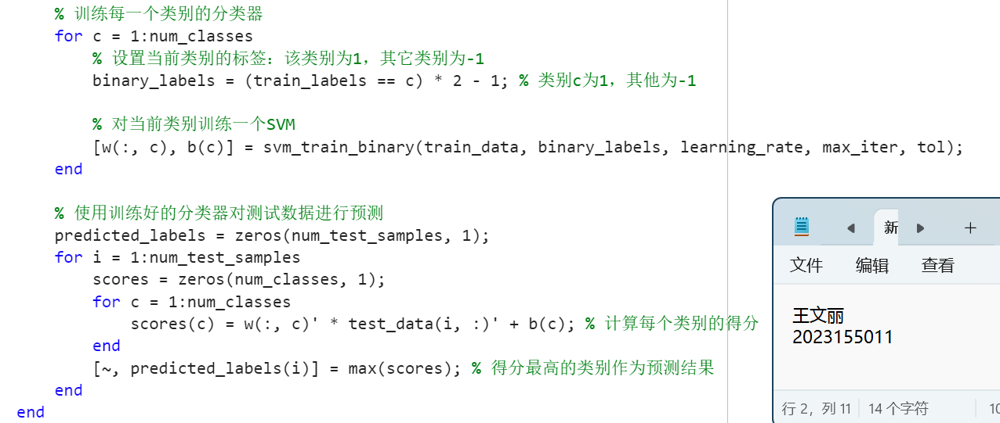 % 训练每一个类别的分类器
for c = 1:num_classes
% 设置当前类别的标签：该类别为1，其它类别为-1
binary_labels = (train_labels == c) * 2 - 1; % 类别c为1，其他为-1
% 对当前类别训练一个SVM
[w(:, c), b(c)] = svm_train_binary(train_data, binary_labels, learning_rate, max_iter, tol);
end
% 使用训练好的分类器对测试数据进行预测
predicted_labels = zeros(num_test_samples, 1);
for i = 1:num_test_samples
scores = zeros(num_classes, 1);
for c = 1:num_classes
scores(c) = w(:, c)' * test_data(i, :)' + b(c); % 计算每个类别的得分
end
[~, predicted_labels(i)] = max(scores); % 得分最高的类别作为预测结果
end
end
新
文件 编辑 查看
王文丽
2023155011
行 2，列 11 14 个字符